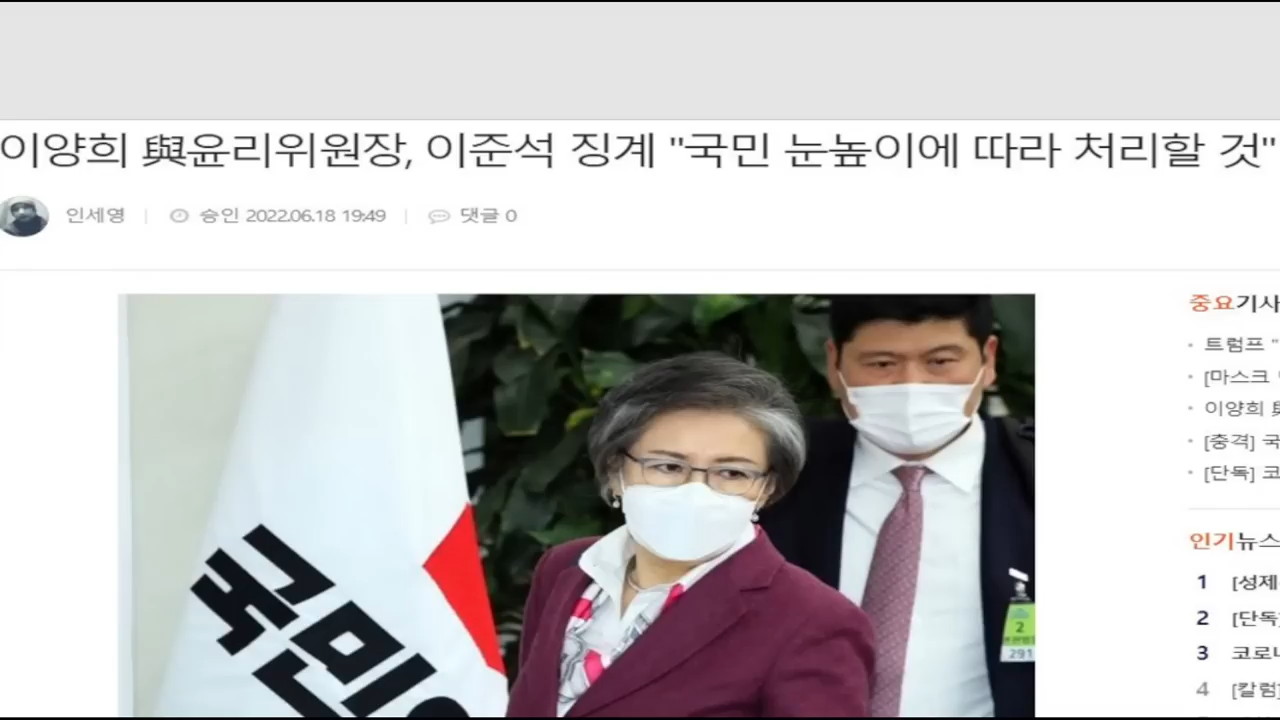 이양희 與윤리위원장, 이준석 징계 "국민 눈높이에 따라 처리할 것"
인세영 | 승인 2022.06.18 19:49 | 댓글 0
중요기사
트럼프 "
[마스크
이양희
[충격] 국
[단독] 코
인기뉴스
1 [성제
2 [단독]
3 코로나
4 [칼럼]
국민
2
291